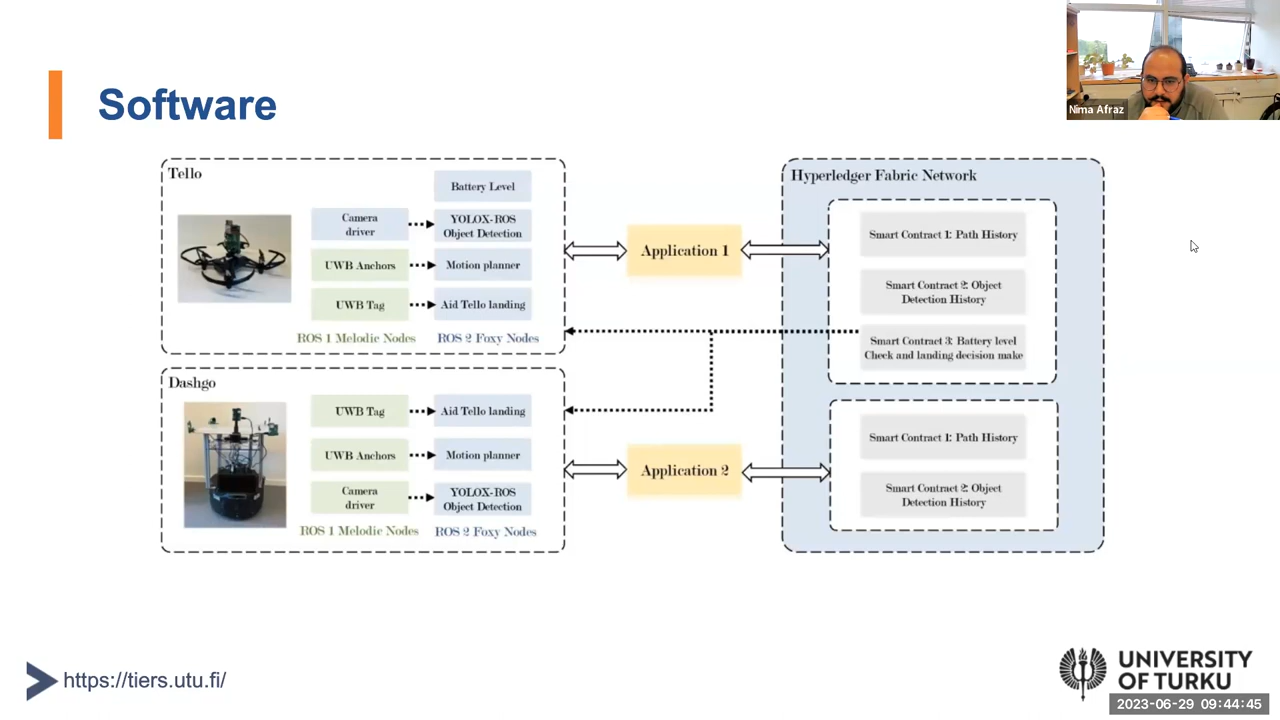 Software
Nima Afraz
Tello
Battery Level
Camera
driver
YOLOX-ROS
Object Detection
UWB Anchors
Motion planner
UWB Tag
Aid Tello landing
ROS 1 Melodic Nodes
ROS 2 Foxy Nodes
Dashgo
UWB Tag
Aid Tello landing
UWB Anchors
Motion planner
Camera
driver
YOLOX-ROS
Object Detection
ROS 1 Melodic Nodes
ROS 2 Foxy Nodes
Application 1
Application 2
Hyperledger Fabric Network
Smart Contract 1: Path History
Smart Contract 2: Object
Detection History
Smart Contract 3: Battery level
Check and landing decision make
Smart Contract 1: Path History
Smart Contract 2: Object
Detection History
https://tiers.utu.fi/
UNIVERSITY
OF TURKU
2023-06-29 09:44:45